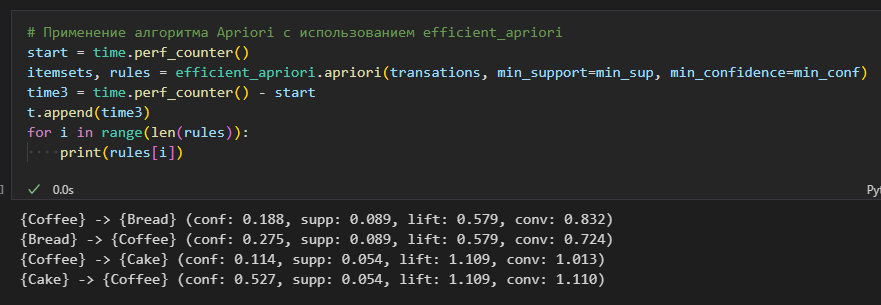 # Применение алгоритма Apriori с использованием efficient_apriori
start = time.perf_counter()
itemsets, rules = efficient_apriori.apriori(transations, min_support=min_sup, min_confidence=min_conf)
time3 = time.perf_counter() - start
t.append(time3)
for i in range(len(rules)):
    print(rules[i])
0.0s
{Coffee} -> {Bread} (conf: 0.188, supp: 0.089, lift: 0.579, conv: 0.832)
{Bread} -> {Coffee} (conf: 0.275, supp: 0.089, lift: 0.579, conv: 0.724)
{Coffee} -> {Cake} (conf: 0.114, supp: 0.054, lift: 1.109, conv: 1.013)
{Cake} -> {Coffee} (conf: 0.527, supp: 0.054, lift: 1.109, conv: 1.110)